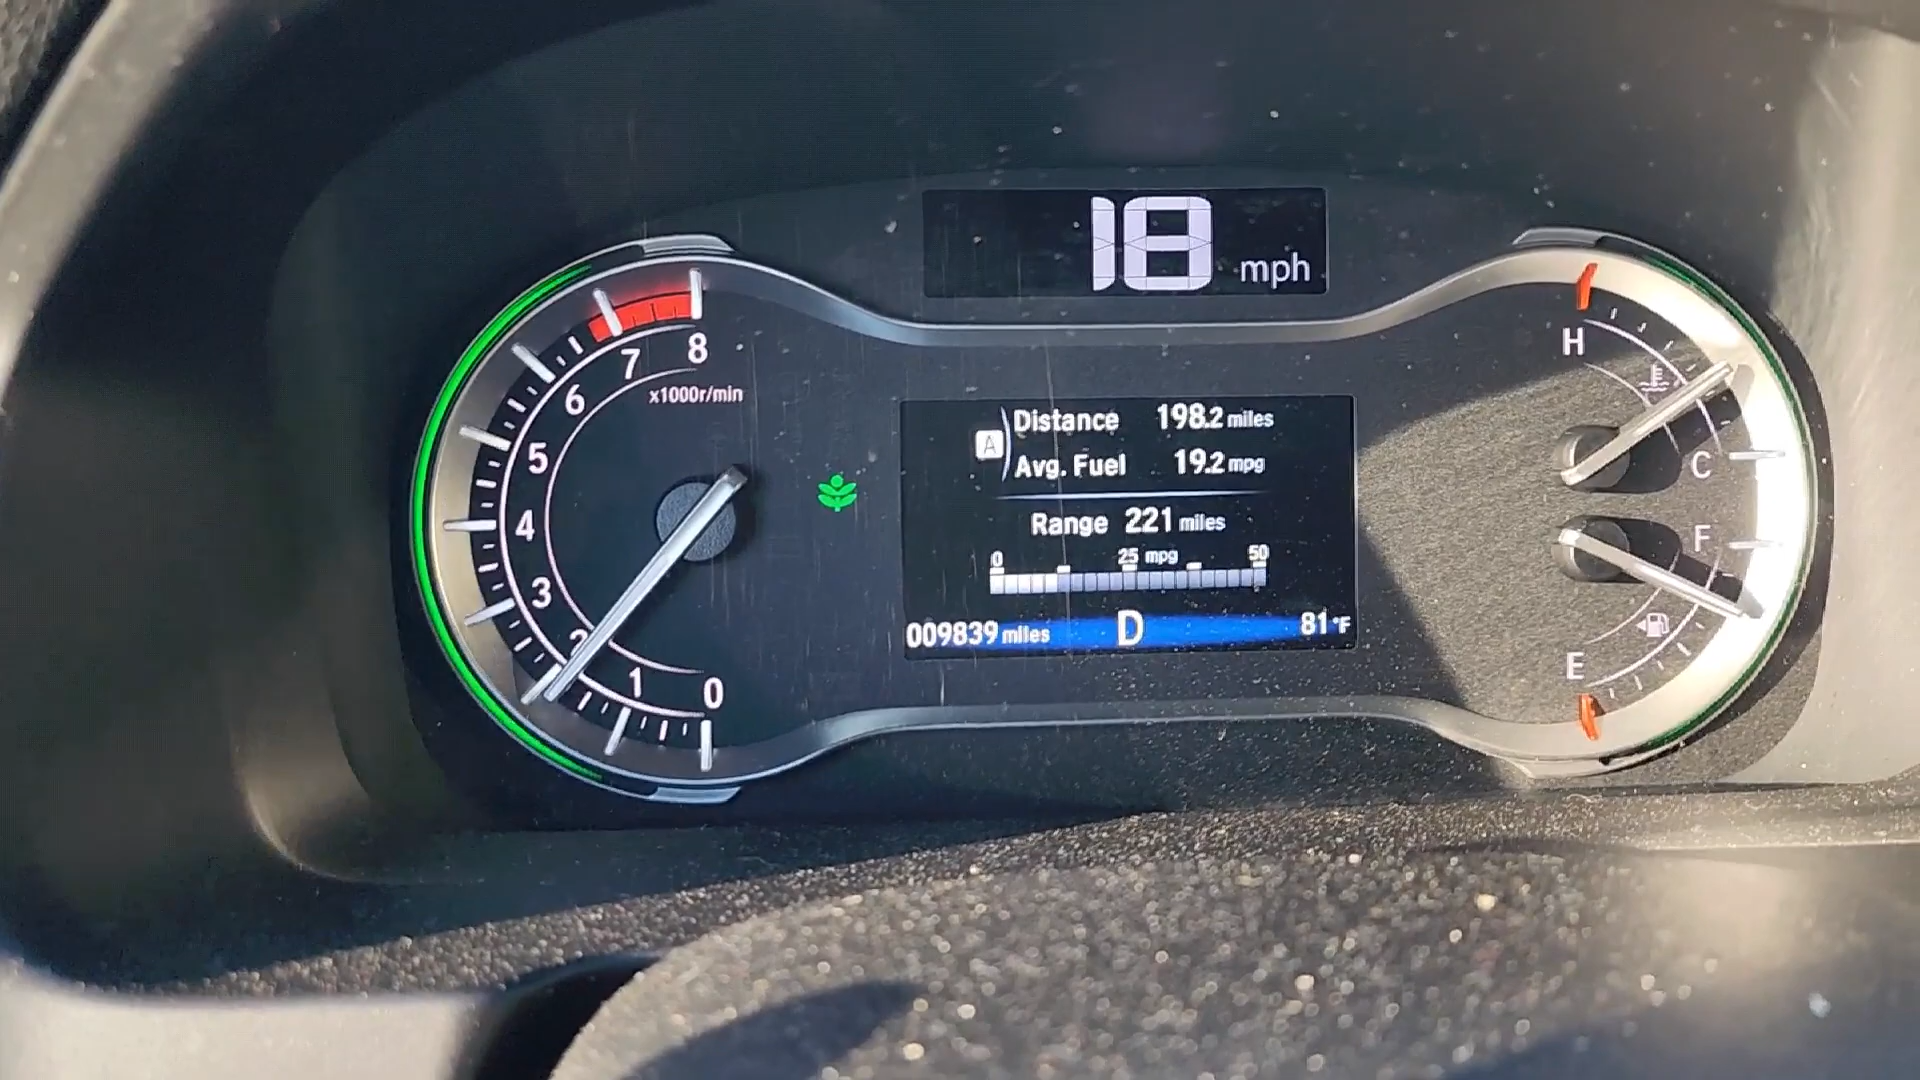 18 mph
8
7
6
5
4
3
2
1
0
x1000r/min
A
Distance 198.2 miles
Avg. Fuel 19.2 mpg
Range 221 miles
0 25 mpg 50
009839 miles D 81°F
H
C
F
E